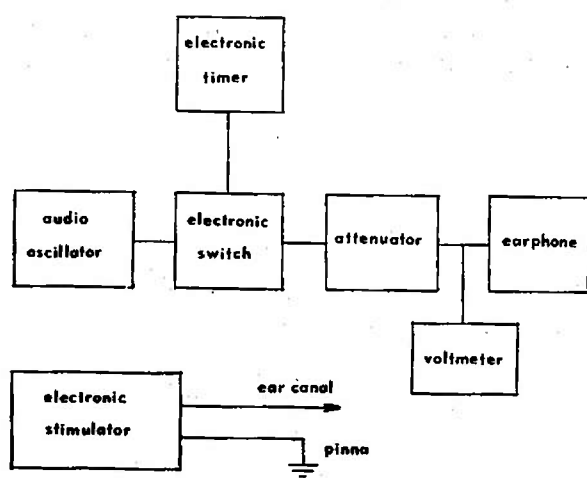 electronic
timer
audio
oscillator
electronic
switch
attenuator
earphone
voltmeter
electronic
stimulator
ear canal
pinna